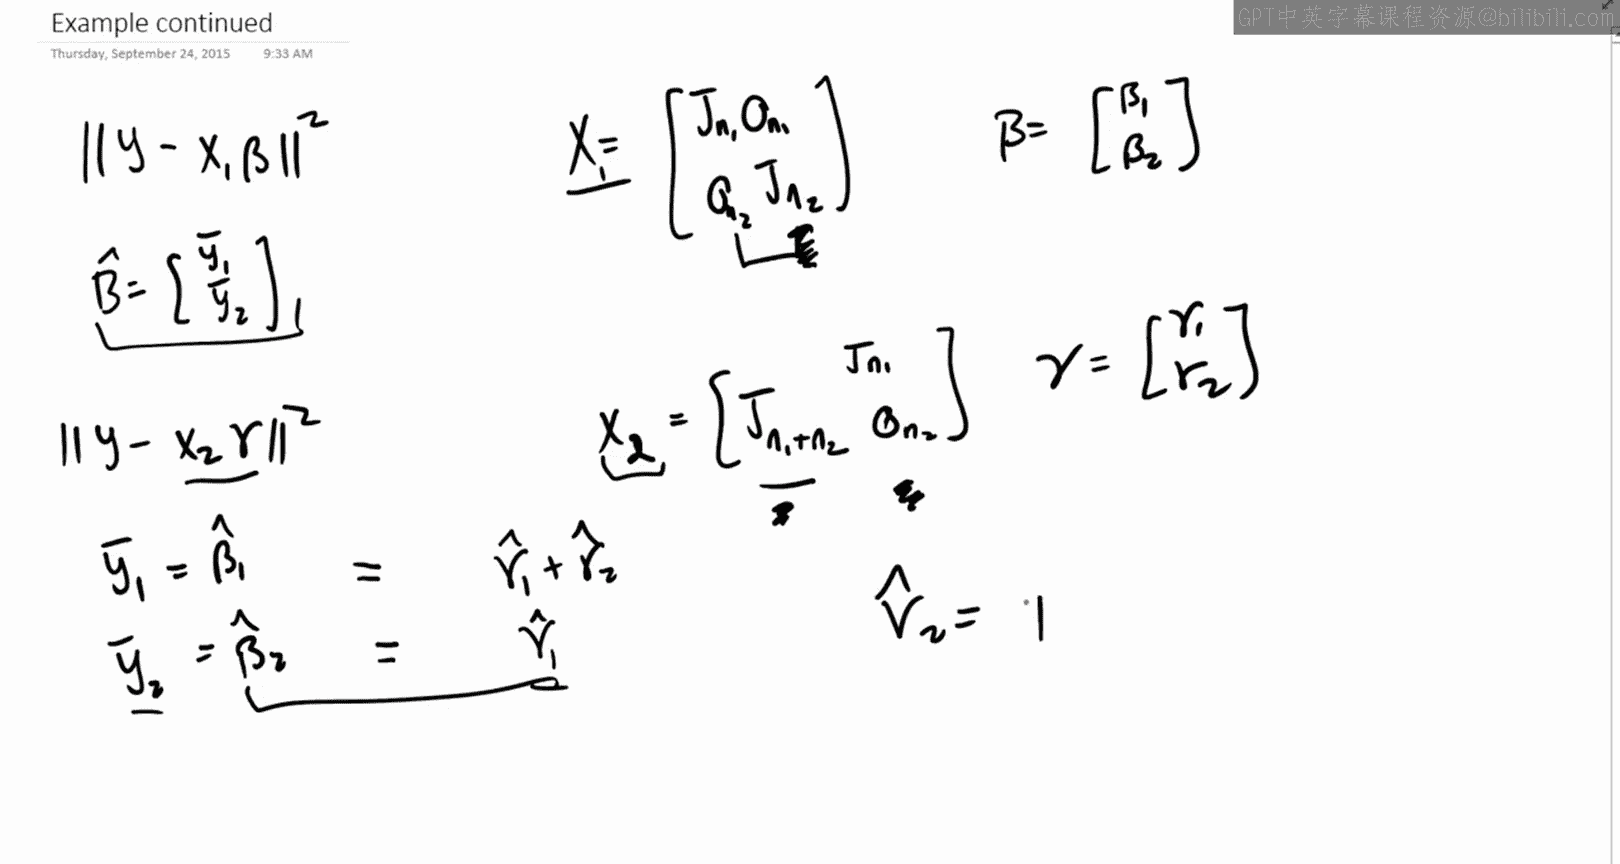 Example continued
GPT中英字幕课程资源@bilibili.com
Thursday, September 24, 2015 9:33 AM
||y - x₁β||²
X₁ = [J_{n₁} 0_{n₁}
0_{n₂} J_{n₂}]
β = [β₁
β₂]
β̂ = [ȳ₁
ȳ₂]
||y - x₂γ||²
x₂ = [J_{n₁+n₂} J_{n₁}
0_{n₂}]
γ = [γ₁
γ₂]
ȳ₁ = β̂₁ = γ̂₁ + γ̂₂
ȳ₂ = β̂₂ = γ̂₁
γ̂₂ =